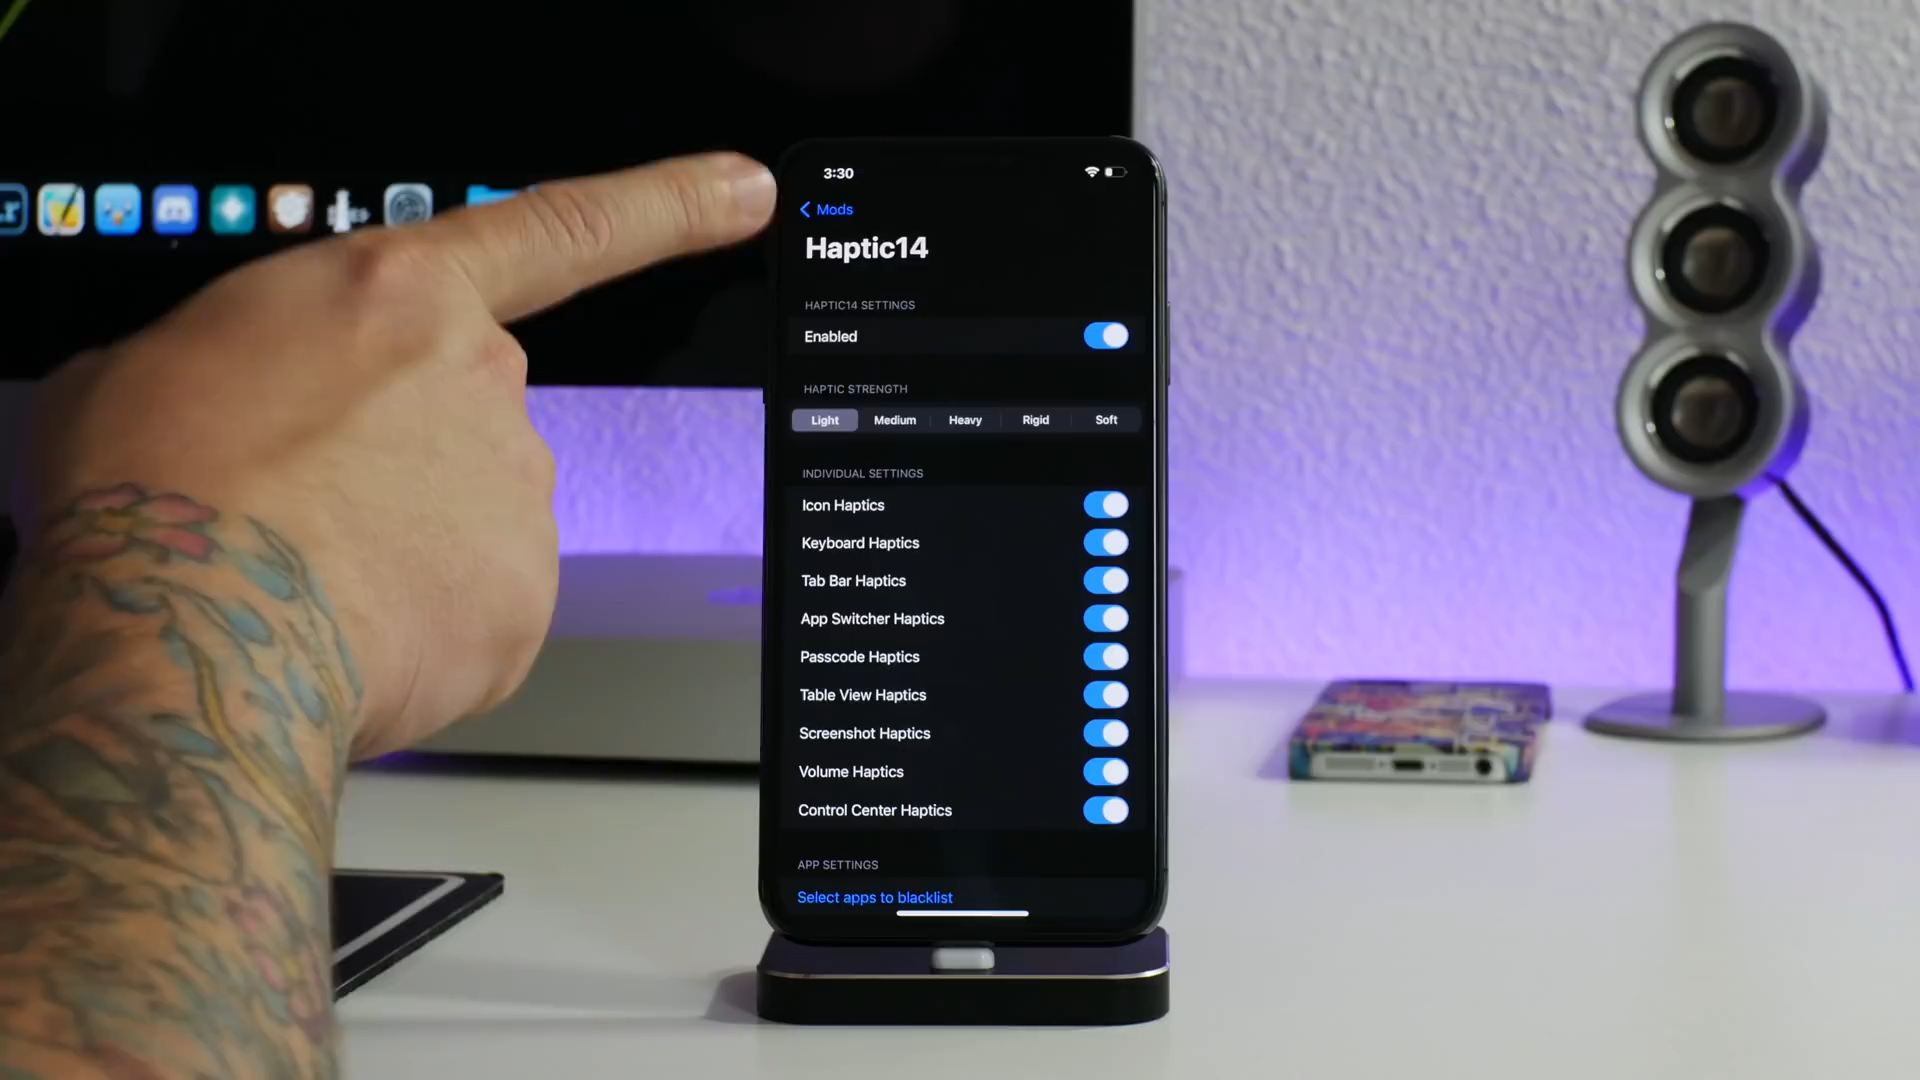 3:30
Mods
Haptic14
HAPTIC14 SETTINGS
Enabled
HAPTIC STRENGTH
Light Medium Heavy Rigid Soft
INDIVIDUAL SETTINGS
Icon Haptics
Keyboard Haptics
Tab Bar Haptics
App Switcher Haptics
Passcode Haptics
Table View Haptics
Screenshot Haptics
Volume Haptics
Control Center Haptics
APP SETTINGS
Select apps to blacklist